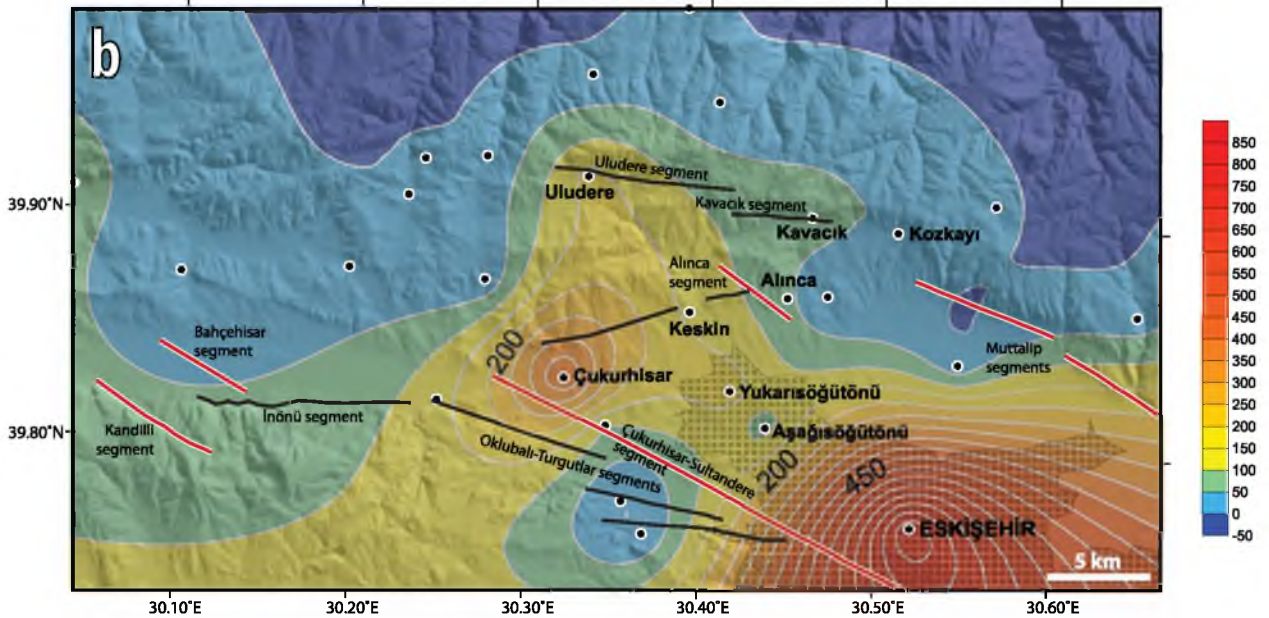 b
850
800
750
700
650
600
550
500
450
400
350
300
250
200
150
100
50
0
-50
39.90°N
39.80°N
Uludere segment
Uludere
Kavacık segment
Kavacık
Kozkayı
Alınca
segment
Alınca
Keskin
Bahçehisar
segment
200
Muttalip
segments
Çukurhisar
Yukarısöğütönü
İnönü segment
Kandilli
segment
Aşağısöğütönü
Çukurhisar-Sultandere
segment
Oklubalı-Turgutlar segments
200
450
ESKİŞEHİR
5 km
30.10°E
30.20°E
30.30°E
30.40°E
30.50°E
30.60°E